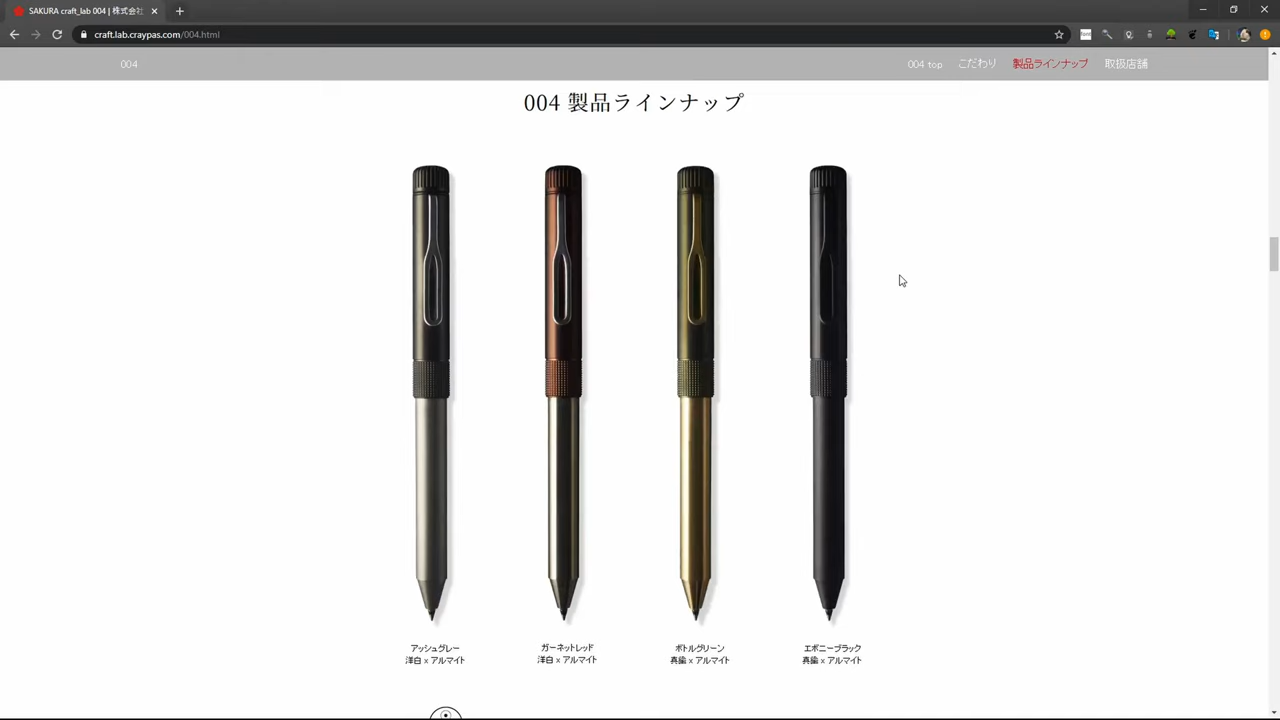 SAKURA craft_lab 004 | 株式会社
craft.lab.craypas.com/004.html
004
004 top こだわり 製品ラインナップ 取扱店舗
004 製品ラインナップ
アッシュグレー
洋白 x アルマイト
ガーネットレッド
洋白 x アルマイト
ボトルグリーン
真鍮 x アルマイト
エボニーブラック
真鍮 x アルマイト